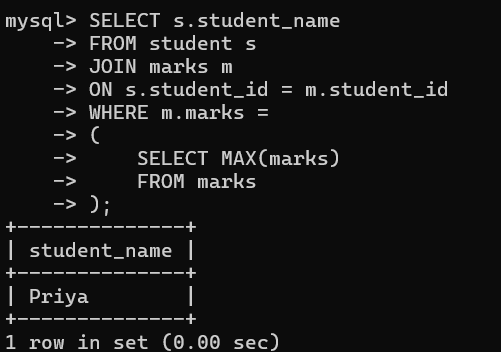 mysql> SELECT s.student_name
    -> FROM student s
    -> JOIN marks m
    -> ON s.student_id = m.student_id
    -> WHERE m.marks =
    -> (
    ->     SELECT MAX(marks)
    ->     FROM marks
    -> );
+--------------+
| student_name |
+--------------+
| Priya        |
+--------------+
1 row in set (0.00 sec)